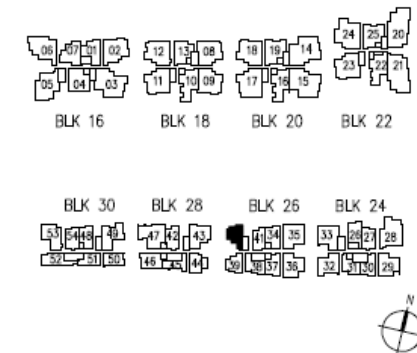 06 07 01 02 12 13 08 18 19 14 24 25 20
05 04 03 11 10 09 17 16 15 23 22 21
BLK 16 BLK 18 BLK 20 BLK 22
BLK 30 BLK 28 BLK 26 BLK 24
53 54 48 49 47 42 43 41 34 35 33 26 27 28
52 51 50 46 45 44 39 38 37 36 32 31 30 29
N